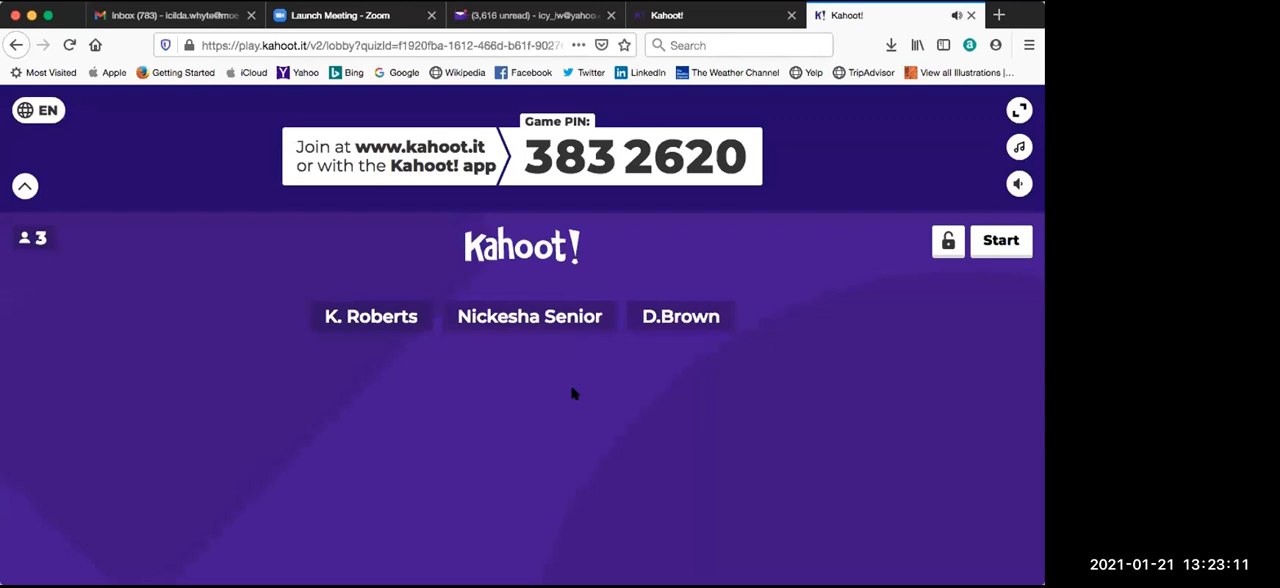 Inbox (783) - icilda.whyte@moe
Launch Meeting - Zoom
(3,616 unread) - icy_iw@yahoo.
Kahoot!
K! Kahoot!
https://play.kahoot.it/v2/lobby?quizId=f1920fba-1612-466d-b61f-9027
Search
Most Visited
Apple
Getting Started
iCloud
Yahoo
Bing
Google
Wikipedia
Facebook
Twitter
LinkedIn
The Weather Channel
Yelp
TripAdvisor
View all Illustrations |...
EN
Game PIN:
Join at www.kahoot.it
or with the Kahoot! app
383 2620
3
Kahoot!
Start
K. Roberts
Nickesha Senior
D.Brown
2021-01-21 13:23:11